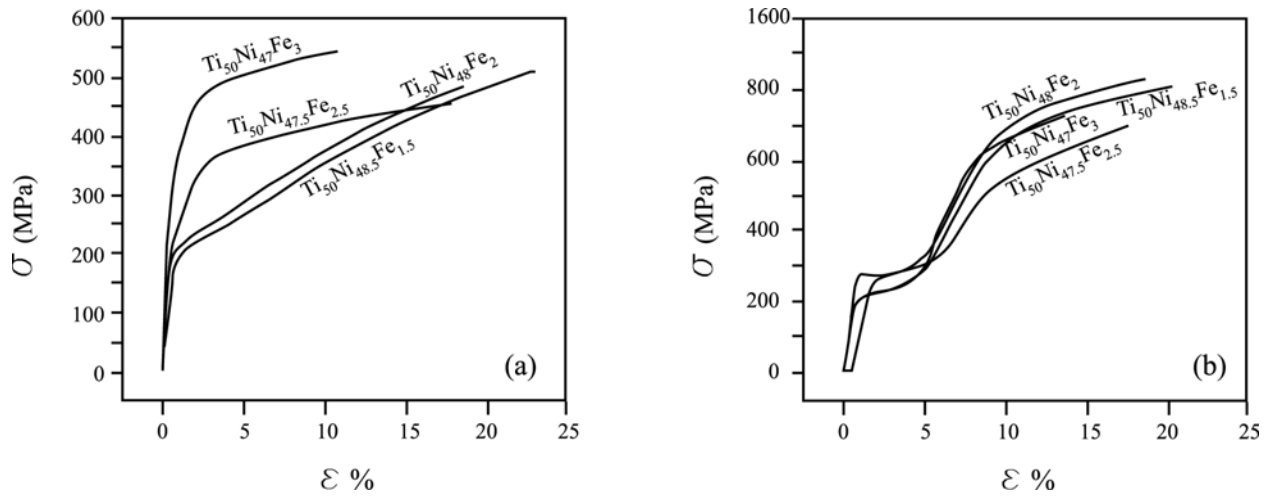 600
500
400
300
200
100
0
σ (MPa)
Ti50Ni47Fe3
Ti50Ni48Fe2
Ti50Ni47.5Fe2.5
Ti50Ni48.5Fe1.5
(a)
0 5 10 15 20 25
ε %
1600
800
600
400
200
0
σ (MPa)
Ti50Ni48Fe2
Ti50Ni48.5Fe1.5
Ti50Ni47Fe3
Ti50Ni47.5Fe2.5
(b)
0 5 10 15 20 25
ε %